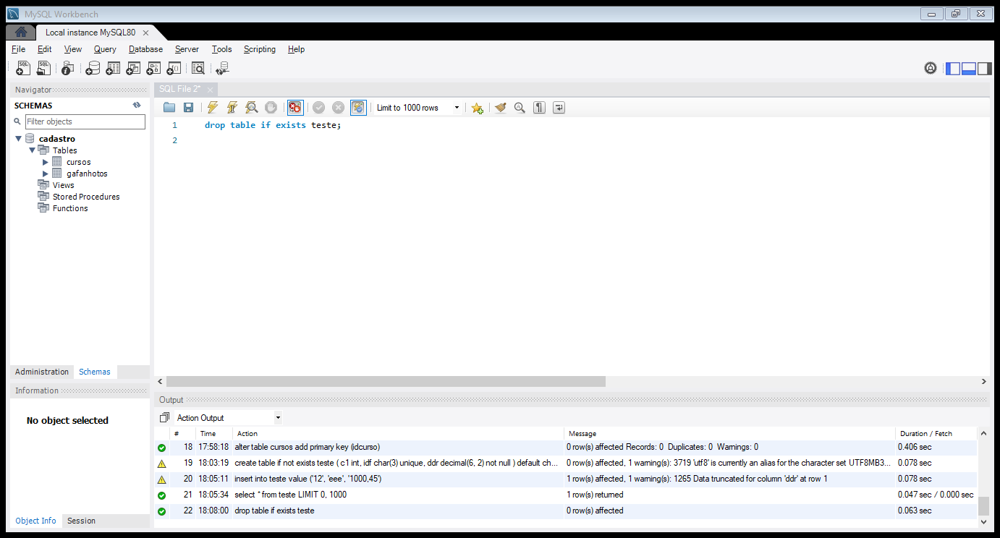 MySQL Workbench
Local instance MySQL80
File Edit View Query Database Server Tools Scripting Help
Navigator
SCHEMAS
Filter objects
cadastro
Tables
cursos
gafanhotos
Views
Stored Procedures
Functions
Administration Schemas
Information
No object selected
Object Info Session
SQL File 2*
Limit to 1000 rows
1 drop table if exists teste;
2
Output
Action Output
# Time Action Message Duration / Fetch
18 17:58:18 alter table cursos add primary key (idcurso) 0 row(s) affected Records: 0 Duplicates: 0 Warnings: 0 0.406 sec
19 18:03:19 create table if not exists teste ( c1 int, idf char(3) unique, ddr decimal(6, 2) not null ) default ch... 0 row(s) affected, 1 warning(s): 3719 'utf8' is currently an alias for the character set UTF8MB3... 0.078 sec
20 18:05:11 insert into teste value ('12', 'eee', '1000,45') 1 row(s) affected, 1 warning(s): 1265 Data truncated for column 'ddr' at row 1 0.078 sec
21 18:05:34 select * from teste LIMIT 0, 1000 1 row(s) returned 0.047 sec / 0.000 sec
22 18:08:00 drop table if exists teste 0 row(s) affected 0.063 sec